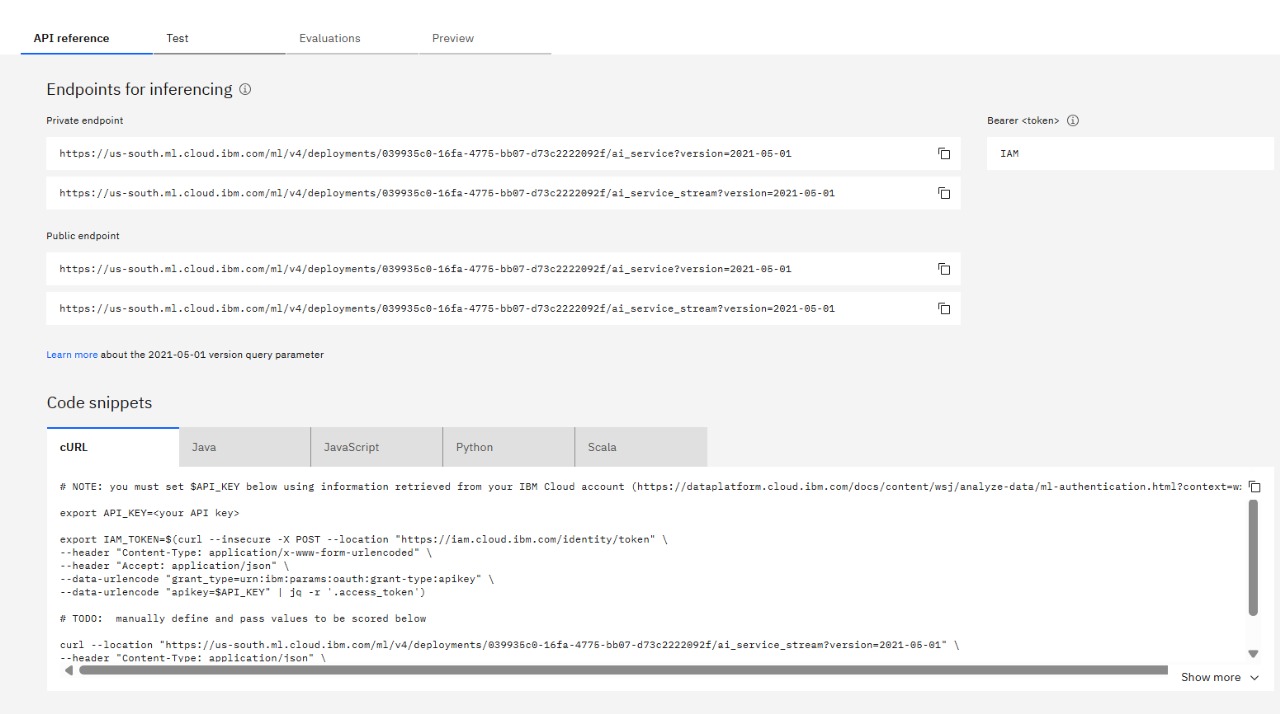 API reference
Test
Evaluations
Preview
Endpoints for inferencing
Private endpoint
Bearer <token>
https://us-south.ml.cloud.ibm.com/ml/v4/deployments/039935c0-16fa-4775-bb07-d73c2222092f/ai_service?version=2021-05-01
IAM
https://us-south.ml.cloud.ibm.com/ml/v4/deployments/039935c0-16fa-4775-bb07-d73c2222092f/ai_service_stream?version=2021-05-01
Public endpoint
https://us-south.ml.cloud.ibm.com/ml/v4/deployments/039935c0-16fa-4775-bb07-d73c2222092f/ai_service?version=2021-05-01
https://us-south.ml.cloud.ibm.com/ml/v4/deployments/039935c0-16fa-4775-bb07-d73c2222092f/ai_service_stream?version=2021-05-01
Learn more about the 2021-05-01 version query parameter
Code snippets
cURL
Java
JavaScript
Python
Scala
# NOTE: you must set $API_KEY below using information retrieved from your IBM Cloud account (https://dataplatform.cloud.ibm.com/docs/content/wsj/analyze-data/ml-authentication.html?context=w
export API_KEY=<your API key>
export IAM_TOKEN=$(curl --insecure -X POST --location "https://iam.cloud.ibm.com/identity/token" \
--header "Content-Type: application/x-www-form-urlencoded" \
--header "Accept: application/json" \
--data-urlencode "grant_type=urn:ibm:params:oauth:grant-type:apikey" \
--data-urlencode "apikey=$API_KEY" | jq -r '.access_token')
# TODO:  manually define and pass values to be scored below
curl --location "https://us-south.ml.cloud.ibm.com/ml/v4/deployments/039935c0-16fa-4775-bb07-d73c2222092f/ai_service_stream?version=2021-05-01" \
--header "Content-Type: application/json" \
Show more